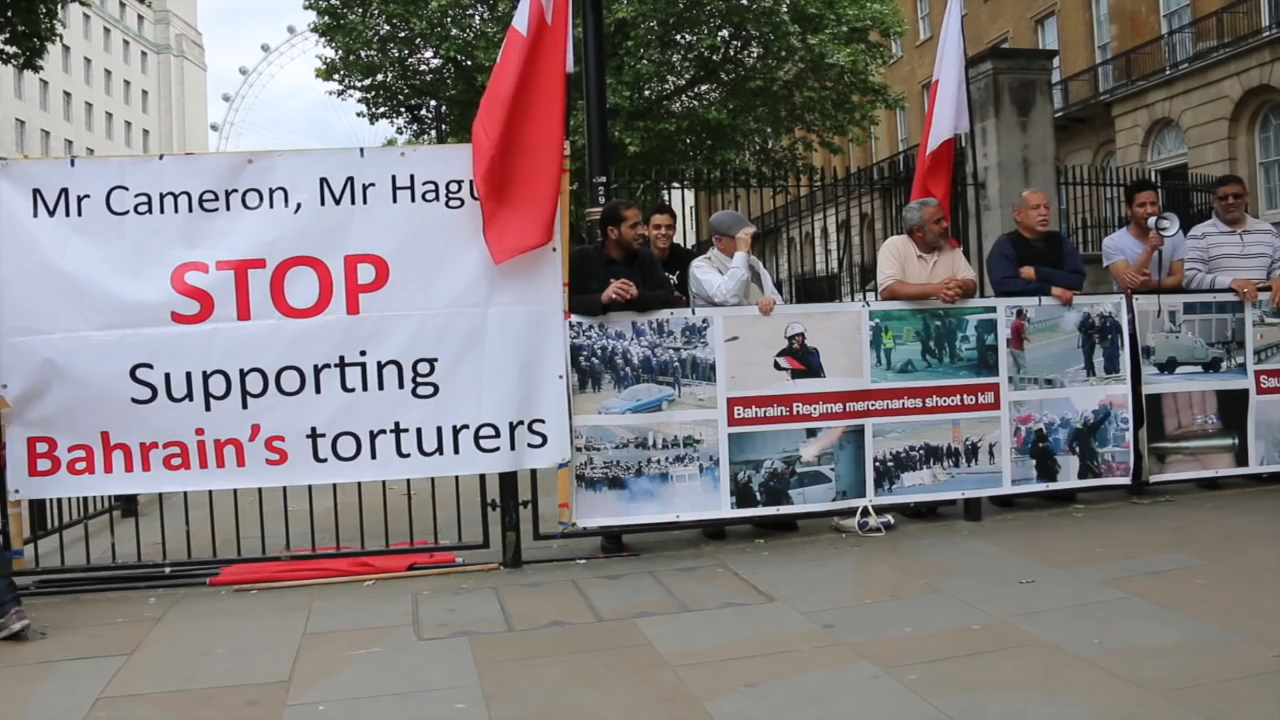 Mr Cameron, Mr Hagu
STOP
Supporting
Bahrain's torturers
Bahrain: Regime mercenaries shoot to kill
Sau